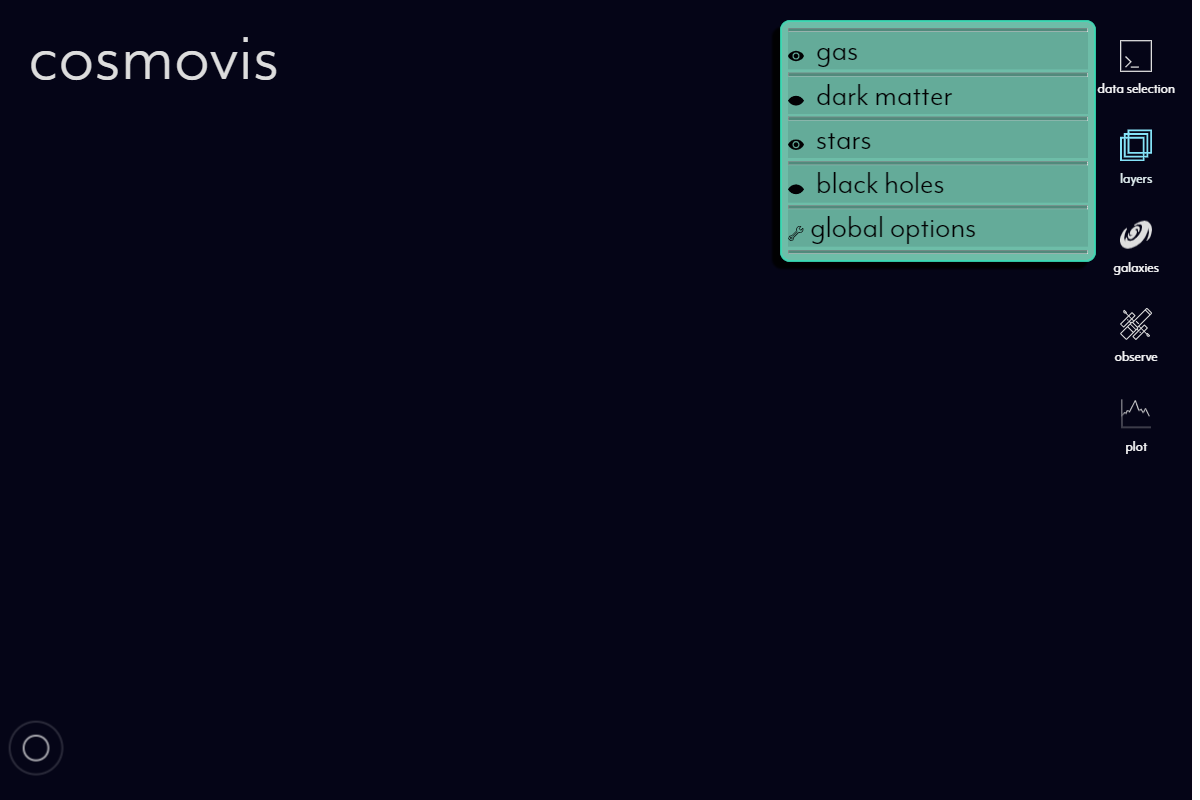 cosmovis
gas
dark matter
stars
black holes
global options
data selection
layers
galaxies
observe
plot